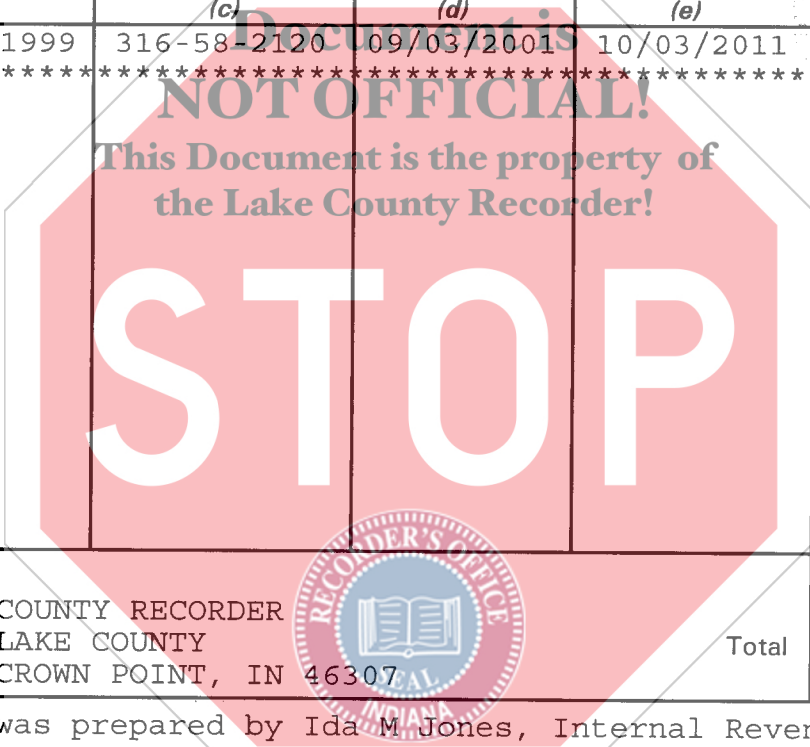 (c) (d) (e)
Document is
1999 316-58-2120 09/03/2001 10/03/2011
****************************************************
NOT OFFICIAL!
This Document is the property of
the Lake County Recorder!
STOP
RECORDER'S OFFICE
SEAL
INDIANA
COUNTY RECORDER
LAKE COUNTY
CROWN POINT, IN 46307
Total
was prepared by Ida M Jones, Internal Rever